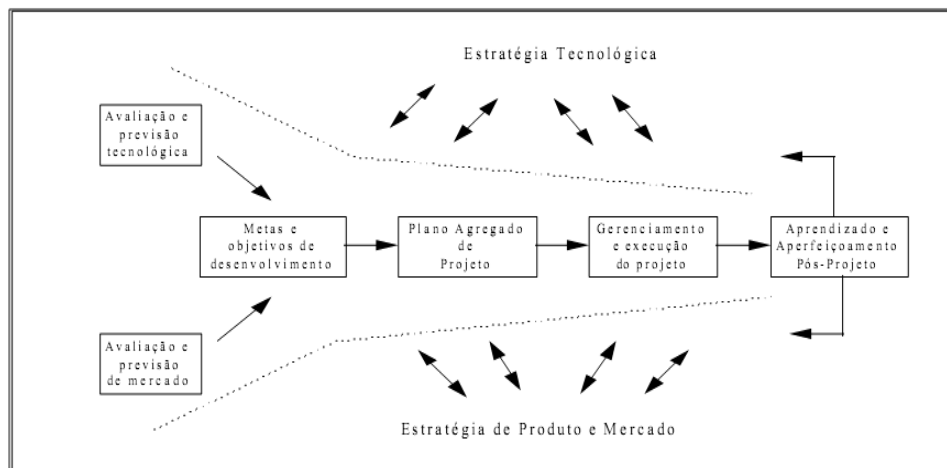 Estratégia Tecnológica
Avaliação e
previsão
tecnológica
Metas e
objetivos de
desenvolvimento
Plano Agregado
de
Projeto
Gerenciamento
e execução
do projeto
Aprendizado e
Aperfeiçoamento
Pós-Projeto
Avaliação e
previsão
de mercado
Estratégia de Produto e Mercado